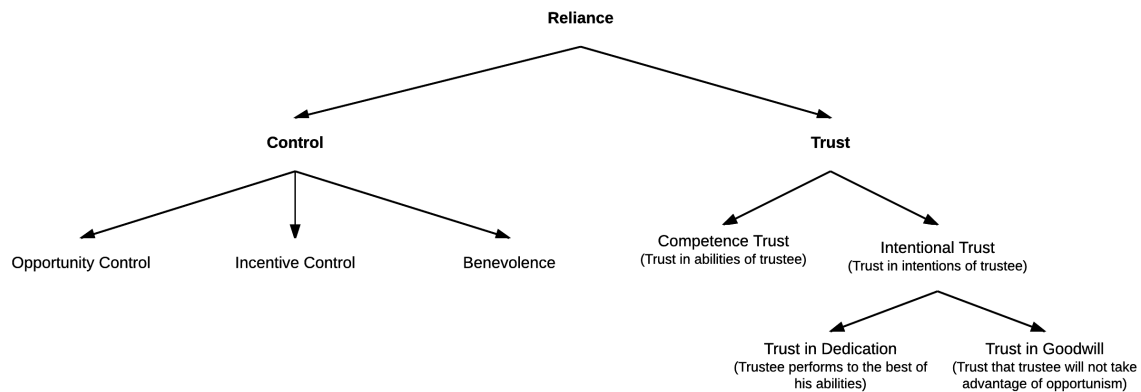 Reliance
Control
Trust
Opportunity Control
Incentive Control
Benevolence
Competence Trust
(Trust in abilities of trustee)
Intentional Trust
(Trust in intentions of trustee)
Trust in Dedication
(Trustee performs to the best of
his abilities)
Trust in Goodwill
(Trust that trustee will not take
advantage of opportunism)